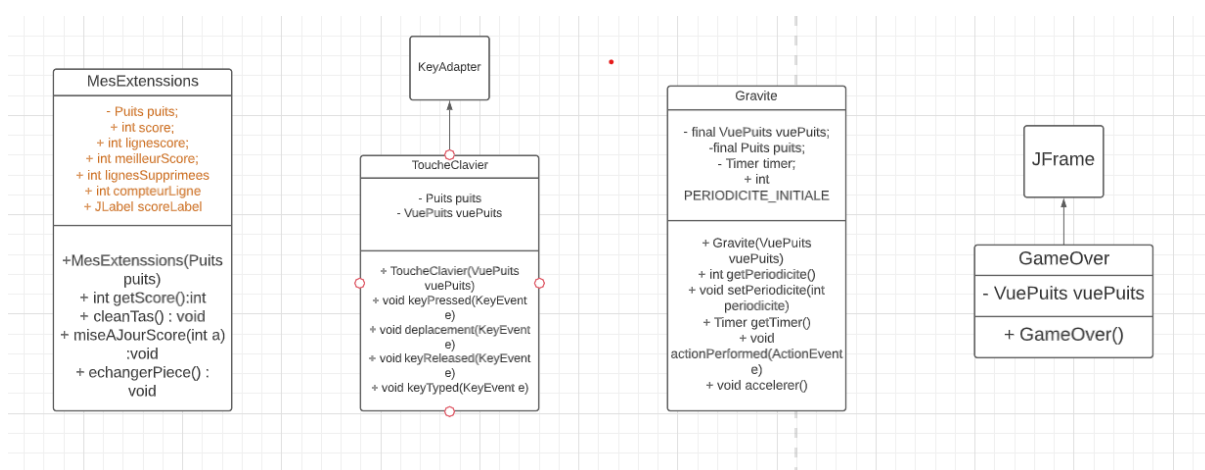 MesExtenssions
- Puits puits;
+ int score;
+ int lignescore;
+ int meilleurScore;
+ int lignesSupprimees
+ int compteurLigne
+ JLabel scoreLabel
+MesExtenssions(Puits
puits)
+ int getScore():int
+ cleanTas() : void
+ miseAJourScore(int a)
:void
+ echangerPiece() :
void
KeyAdapter
ToucheClavier
- Puits puits
- VuePuits vuePuits
+ ToucheClavier(VuePuits
vuePuits)
+ void keyPressed(KeyEvent
e)
+ void deplacement(KeyEvent
e)
+ void keyReleased(KeyEvent
e)
+ void keyTyped(KeyEvent e)
Gravite
- final VuePuits vuePuits;
-final Puits puits;
- Timer timer;
+ int
PERIODICITE_INITIALE
+ Gravite(VuePuits
vuePuits)
+ int getPeriodicite()
+ void setPeriodicite(int
periodicite)
+ Timer getTimer()
+ void
actionPerformed(ActionEvent
e)
+ void accelerer()
JFrame
GameOver
- VuePuits vuePuits
+ GameOver()